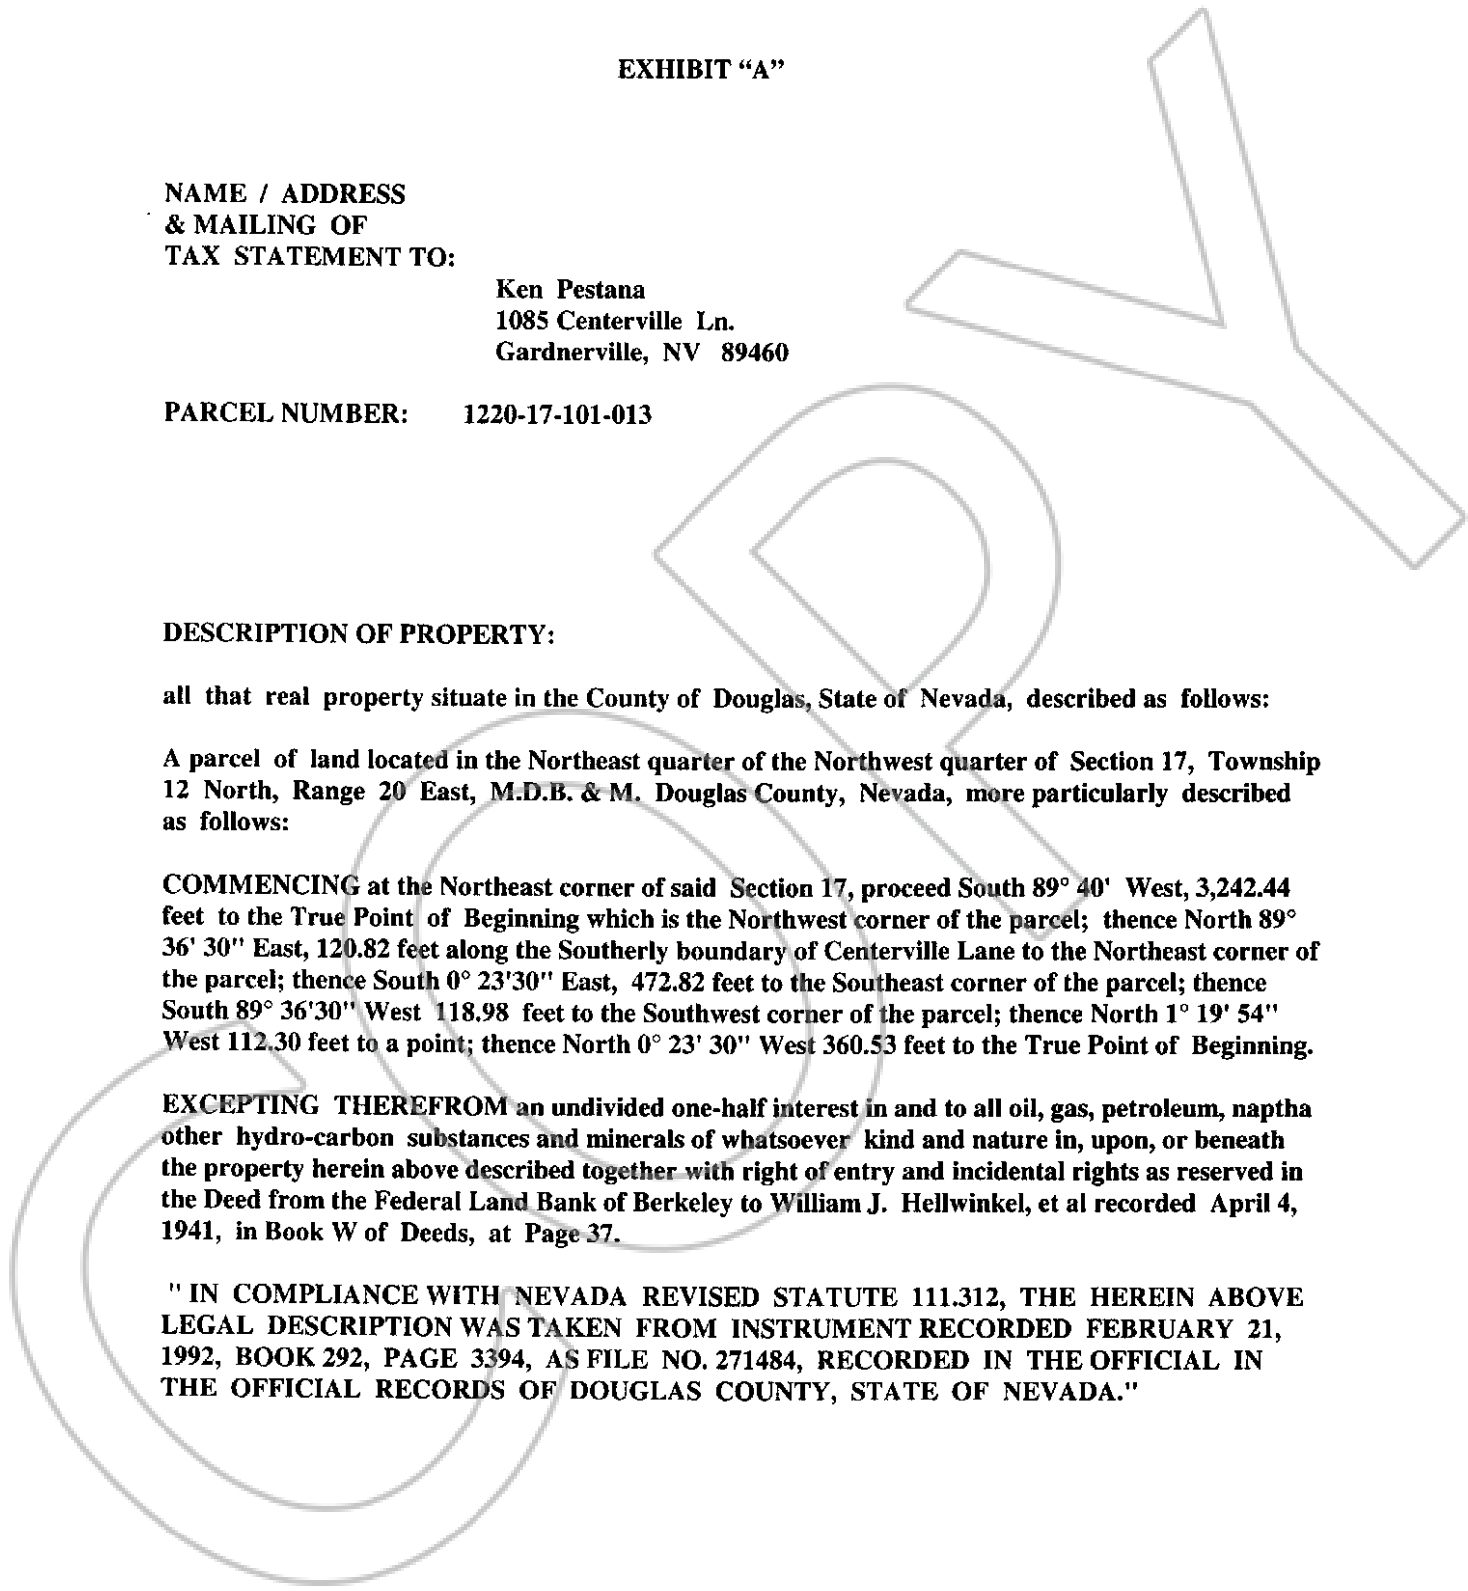 EXHIBIT “A”
NAME / ADDRESS
& MAILING OF
TAX STATEMENT TO:
Ken Pestana
1085 Centerville Ln.
Gardnerville, NV 89460
PARCEL NUMBER: 1220-17-101-013
DESCRIPTION OF PROPERTY:
all that real property situate in the County of Douglas, State of Nevada, described as follows:
A parcel of land located in the Northeast quarter of the Northwest quarter of Section 17, Township
12 North, Range 20 East, M.D.B. & M. Douglas County, Nevada, more particularly described
as follows:
COMMENCING at the Northeast corner of said Section 17, proceed South 89° 40' West, 3,242.44
feet to the True Point of Beginning which is the Northwest corner of the parcel; thence North 89°
36' 30" East, 120.82 feet along the Southerly boundary of Centerville Lane to the Northeast corner of
the parcel; thence South 0° 23'30" East, 472.82 feet to the Southeast corner of the parcel; thence
South 89° 36'30" West 118.98 feet to the Southwest corner of the parcel; thence North 1° 19' 54"
West 112.30 feet to a point; thence North 0° 23' 30" West 360.53 feet to the True Point of Beginning.
EXCEPTING THEREFROM an undivided one-half interest in and to all oil, gas, petroleum, naptha
other hydro-carbon substances and minerals of whatsoever kind and nature in, upon, or beneath
the property herein above described together with right of entry and incidental rights as reserved in
the Deed from the Federal Land Bank of Berkeley to William J. Hellwinkel, et al recorded April 4,
1941, in Book W of Deeds, at Page 37.
" IN COMPLIANCE WITH NEVADA REVISED STATUTE 111.312, THE HEREIN ABOVE
LEGAL DESCRIPTION WAS TAKEN FROM INSTRUMENT RECORDED FEBRUARY 21,
1992, BOOK 292, PAGE 3394, AS FILE NO. 271484, RECORDED IN THE OFFICIAL IN
THE OFFICIAL RECORDS OF DOUGLAS COUNTY, STATE OF NEVADA."
COPY